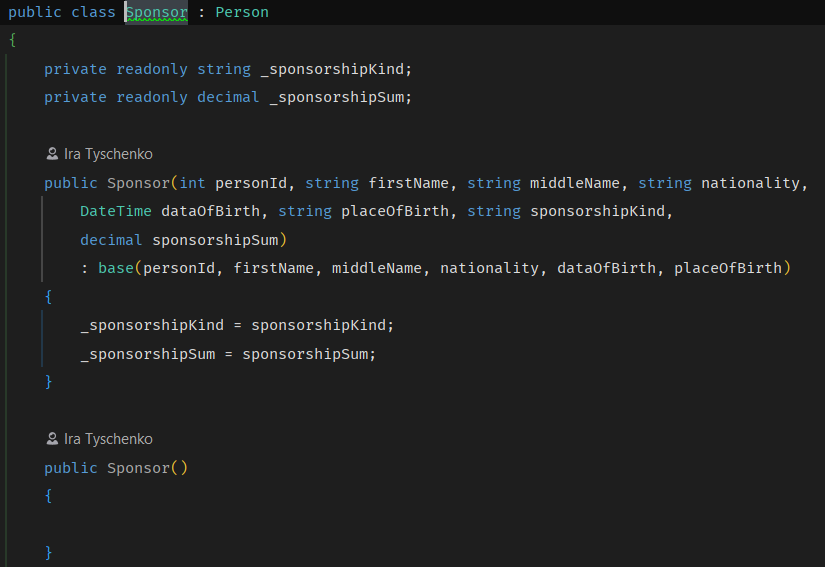 public class Sponsor : Person
{
    private readonly string _sponsorshipKind;
    private readonly decimal _sponsorshipSum;
    Ira Tyschenko
    public Sponsor(int personId, string firstName, string middleName, string nationality,
        DateTime dataOfBirth, string placeOfBirth, string sponsorshipKind,
        decimal sponsorshipSum)
        : base(personId, firstName, middleName, nationality, dataOfBirth, placeOfBirth)
    {
        _sponsorshipKind = sponsorshipKind;
        _sponsorshipSum = sponsorshipSum;
    }
    Ira Tyschenko
    public Sponsor()
    {
    }